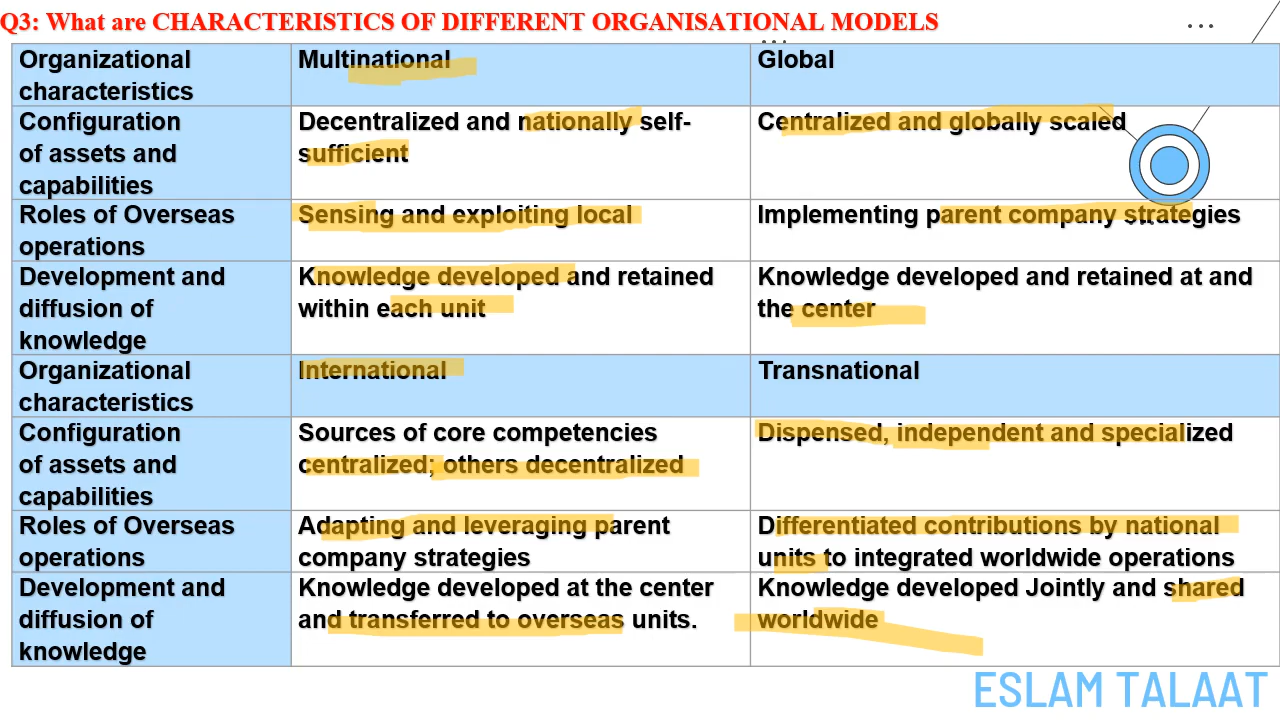 Q3: What are CHARACTERISTICS OF DIFFERENT ORGANISATIONAL MODELS
Organizational
characteristics
Multinational
Global
Configuration
of assets and
capabilities
Decentralized and nationally self-
sufficient
Centralized and globally scaled
Roles of Overseas
operations
Sensing and exploiting local
Implementing parent company strategies
Development and
diffusion of
knowledge
Knowledge developed and retained
within each unit
Knowledge developed and retained at and
the center
Organizational
characteristics
International
Transnational
Configuration
of assets and
capabilities
Sources of core competencies
centralized; others decentralized
Dispensed, independent and specialized
Roles of Overseas
operations
Adapting and leveraging parent
company strategies
Differentiated contributions by national
units to integrated worldwide operations
Development and
diffusion of
knowledge
Knowledge developed at the center
and transferred to overseas units.
Knowledge developed Jointly and shared
worldwide
ESLAM TALAAT